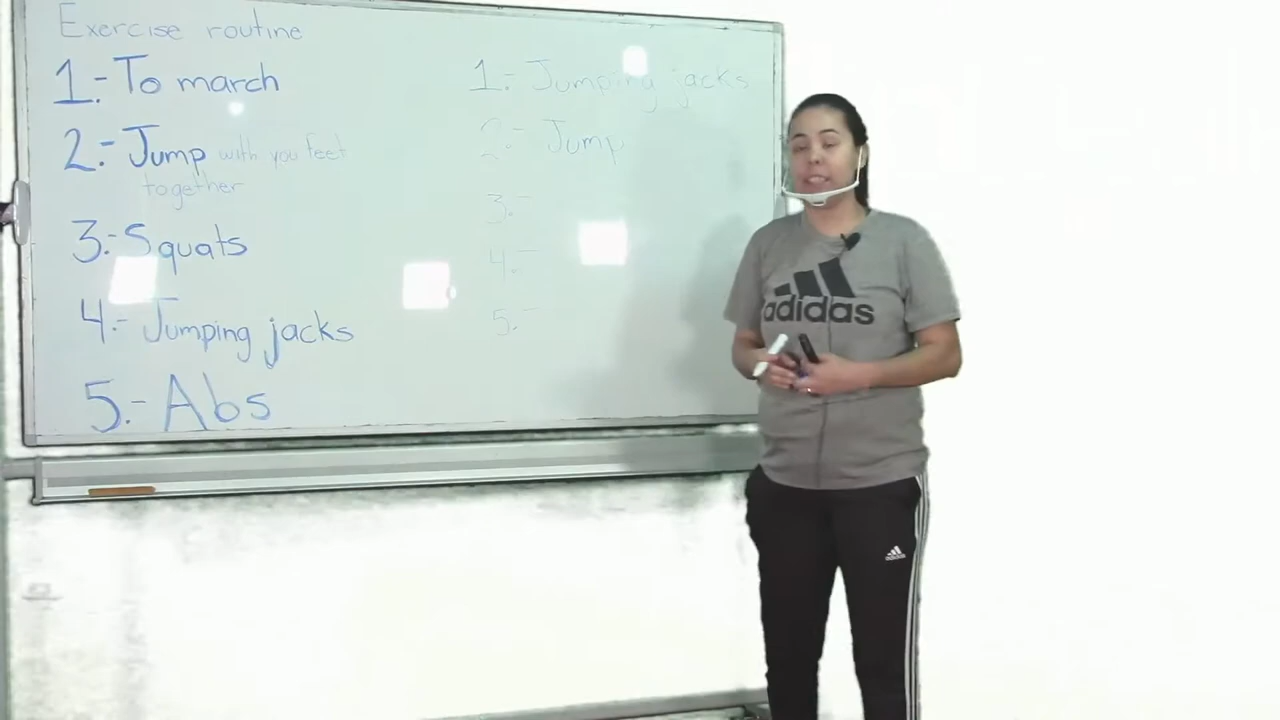 Exercise routine
1.- To march
2.- Jump with you feet
together
3.- Squats
4.- Jumping jacks
5.- Abs
1.- Jumping jacks
2.- Jump
3.-
4.-
5.-
adidas
adidas